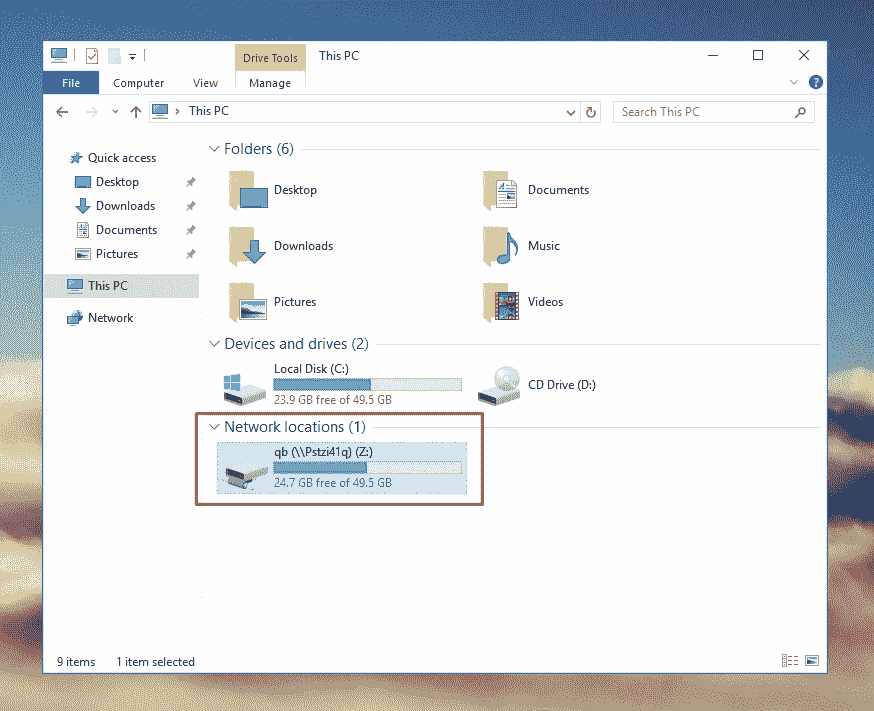 Drive Tools
This PC
File
Computer
View
Manage
This PC
Search This PC
Quick access
Desktop
Downloads
Documents
Pictures
This PC
Network
Folders (6)
Desktop
Documents
Downloads
Music
Pictures
Videos
Devices and drives (2)
Local Disk (C:)
23.9 GB free of 49.5 GB
CD Drive (D:)
Network locations (1)
qb (\\Pstzi41q) (Z:)
24.7 GB free of 49.5 GB
9 items
1 item selected